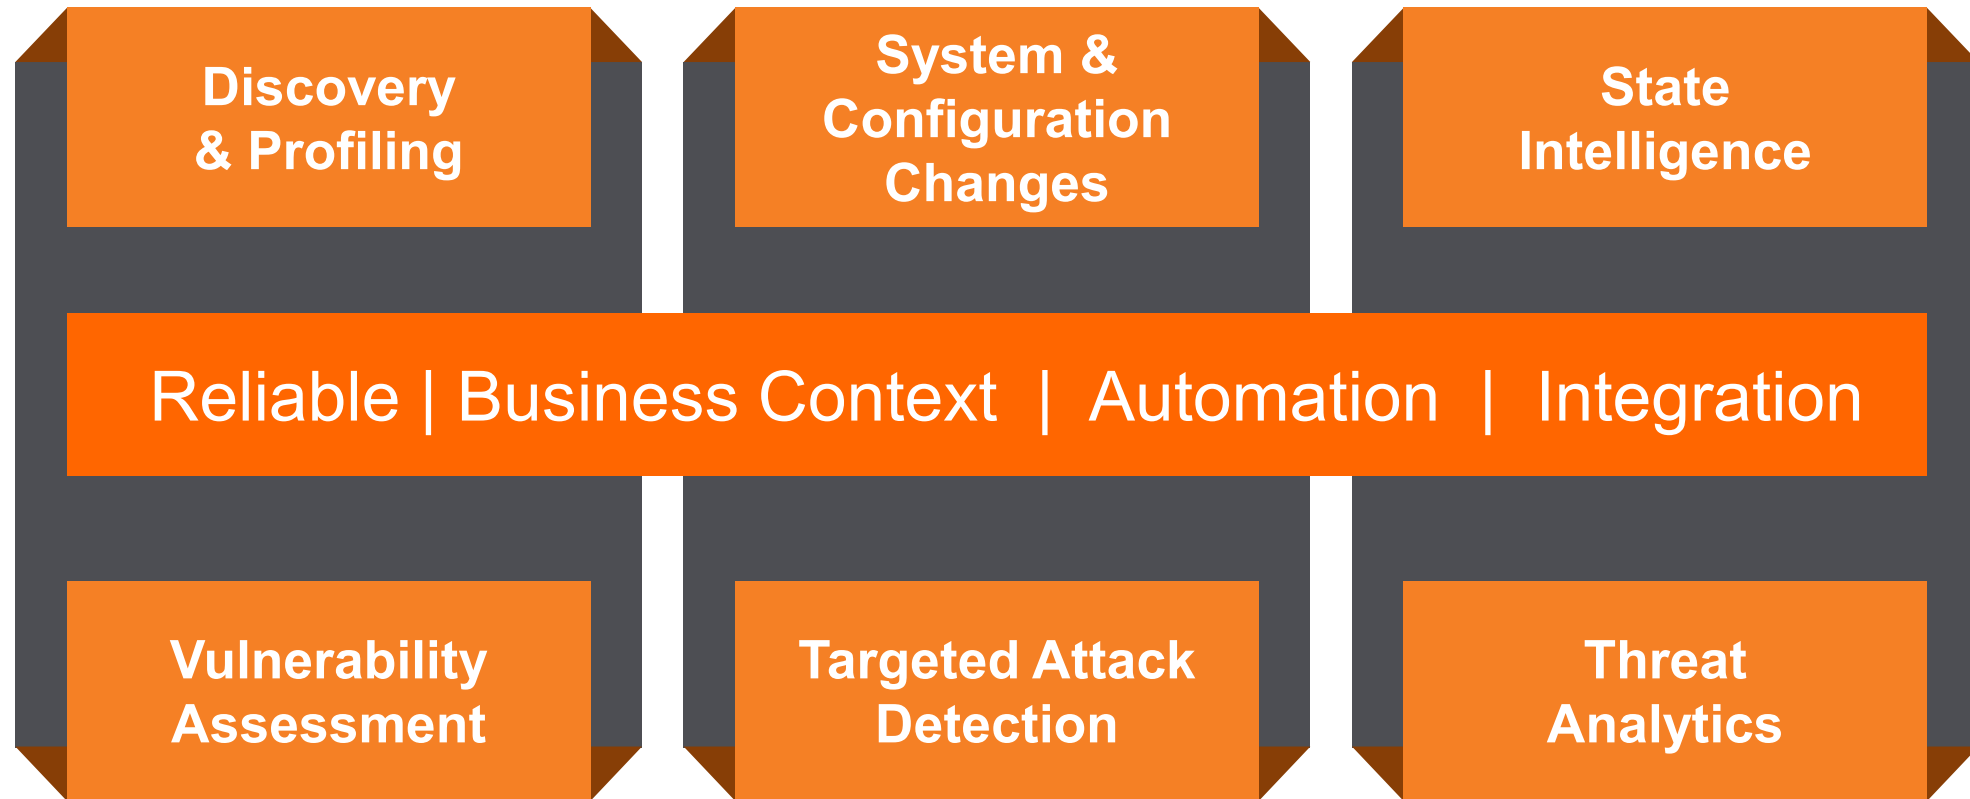 Discovery
& Profiling
System &
Configuration
Changes
State
Intelligence
Reliable | Business Context | Automation | Integration
Vulnerability
Assessment
Targeted Attack
Detection
Threat
Analytics